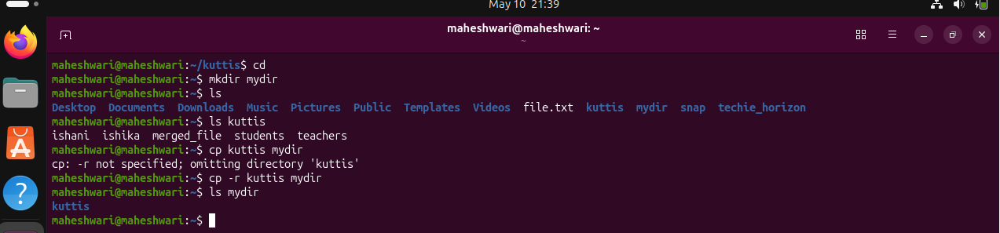 May 10 21:39
maheshwari@maheshwari: ~
~
maheshwari@maheshwari:~/kuttis$ cd
maheshwari@maheshwari:~$ mkdir mydir
maheshwari@maheshwari:~$ ls
Desktop Documents Downloads Music Pictures Public Templates Videos file.txt kuttis mydir snap techie_horizon
maheshwari@maheshwari:~$ ls kuttis
ishani ishika merged_file students teachers
maheshwari@maheshwari:~$ cp kuttis mydir
cp: -r not specified; omitting directory 'kuttis'
maheshwari@maheshwari:~$ cp -r kuttis mydir
maheshwari@maheshwari:~$ ls mydir
kuttis
maheshwari@maheshwari:~$